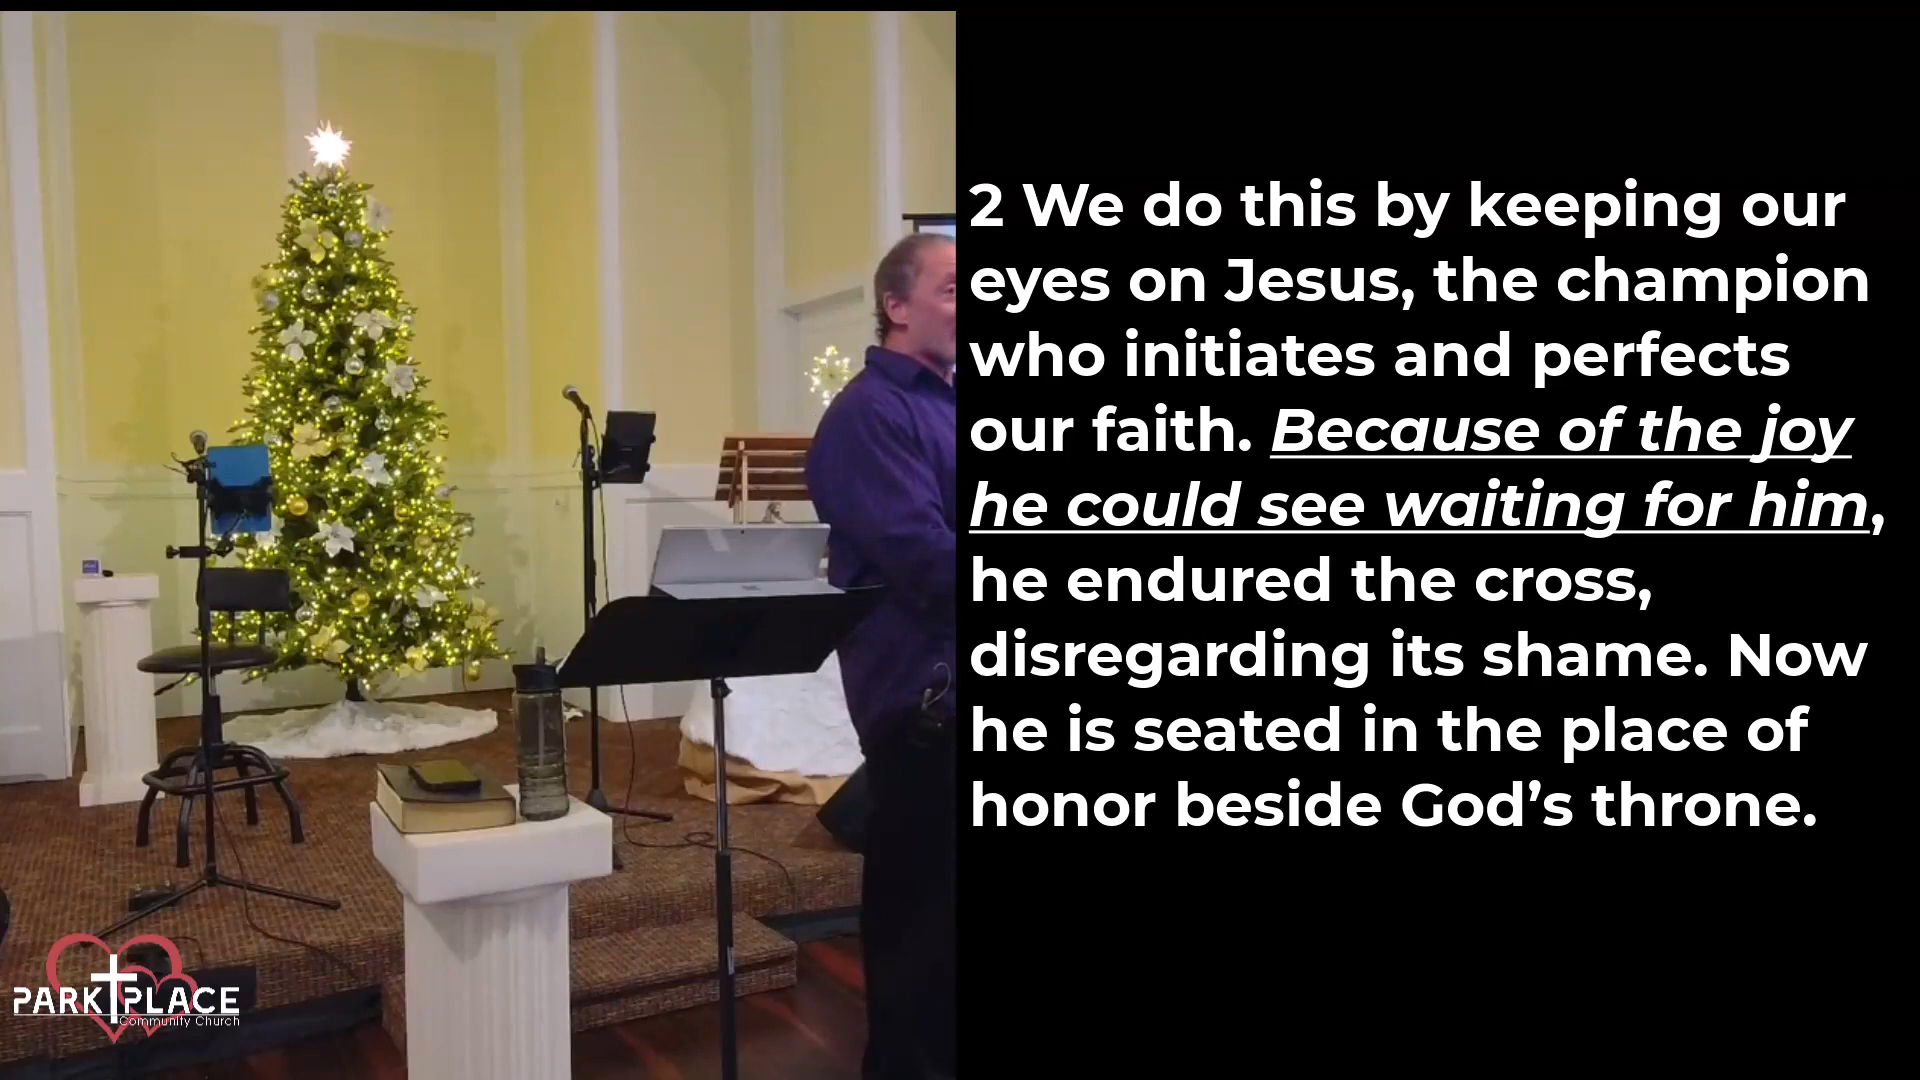 2 We do this by keeping our
eyes on Jesus, the champion
who initiates and perfects
our faith. Because of the joy
he could see waiting for him,
he endured the cross,
disregarding its shame. Now
he is seated in the place of
honor beside God’s throne.
PARK PLACE
Community Church